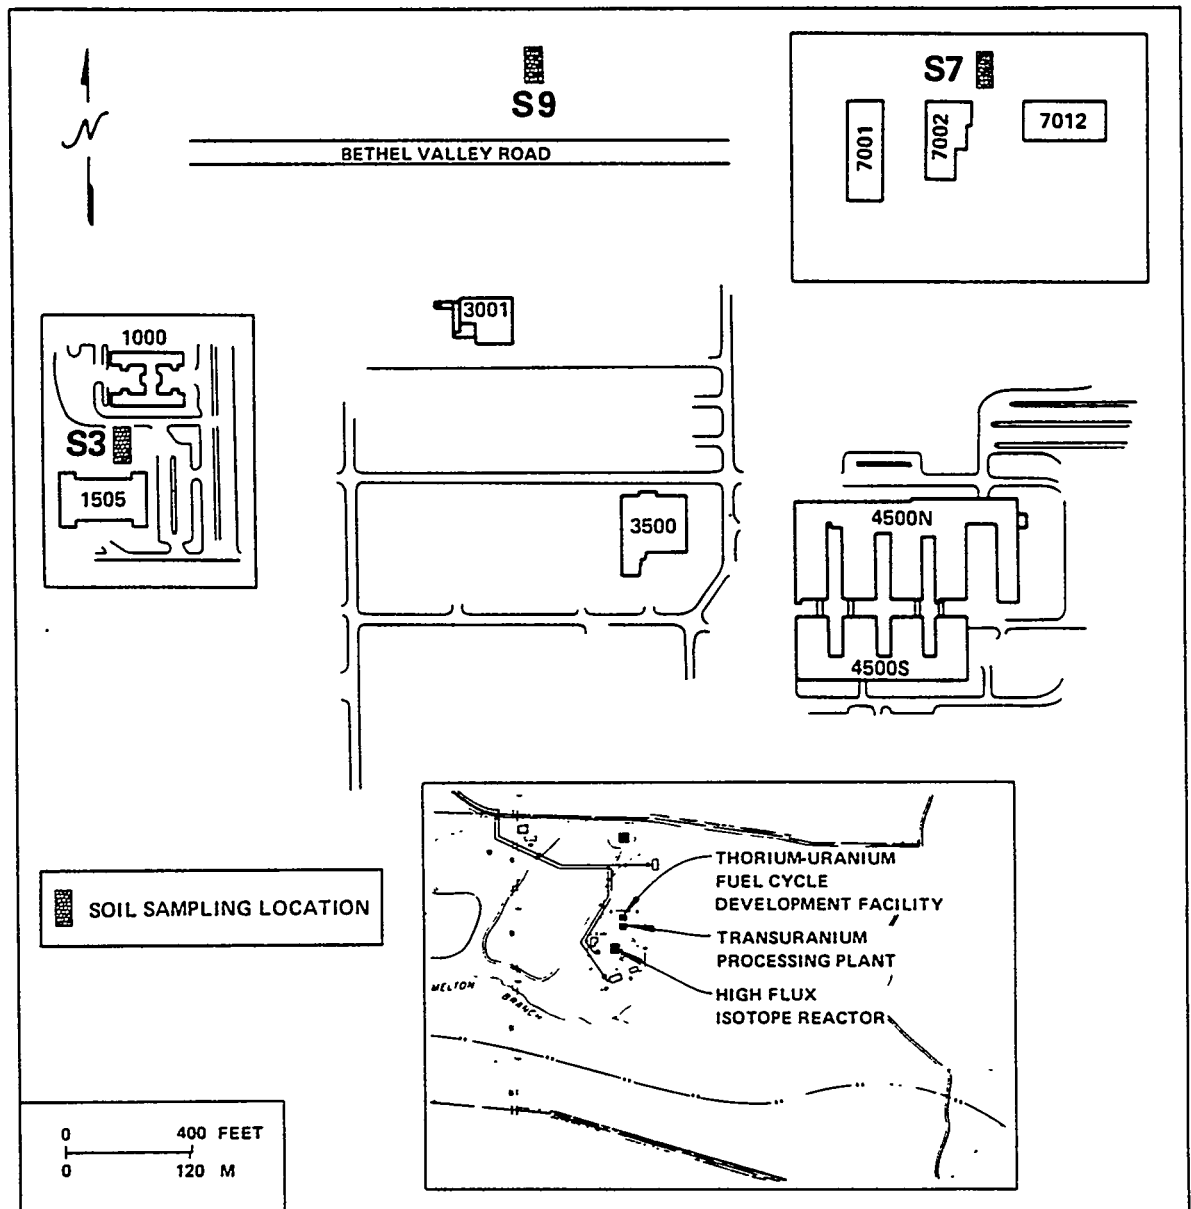 N
S9
BETHEL VALLEY ROAD
S7
7001
7002
7012
1000
S3
1505
3001
3500
4500N
4500S
SOIL SAMPLING LOCATION
THORIUM-URANIUM
FUEL CYCLE
DEVELOPMENT FACILITY
TRANSURANIUM
PROCESSING PLANT
HIGH FLUX
ISOTOPE REACTOR
MELTON
BRANCH
0 400 FEET
0 120 M